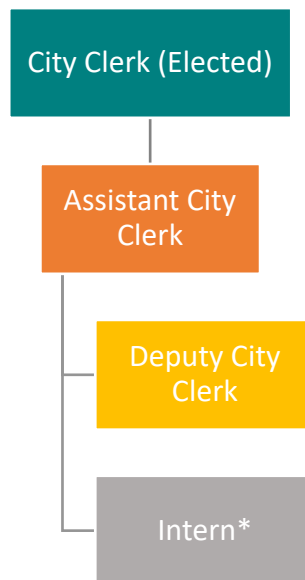 City Clerk (Elected)
Assistant City
Clerk
Deputy City
Clerk
Intern*